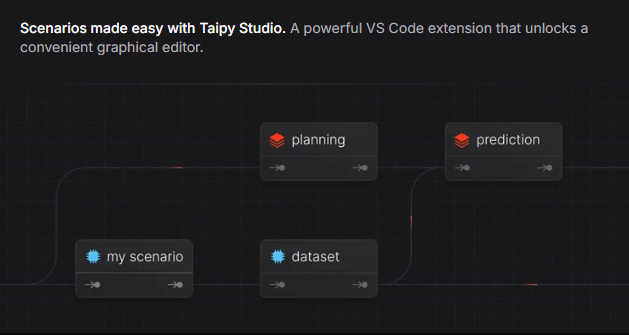 Scenarios made easy with Taipy Studio. A powerful VS Code extension that unlocks a
convenient graphical editor.
planning
prediction
my scenario
dataset